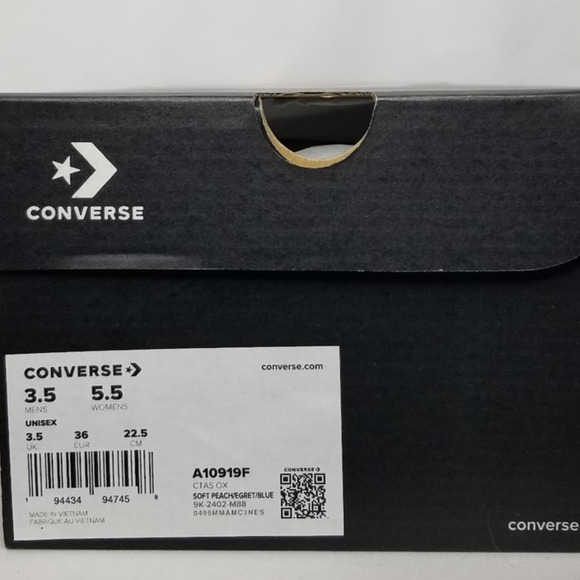 CONVERSE
CONVERSE
converse.com
3.5 5.5
MENS WOMENS
UNISEX
3.5 36 22.5
UK EUR CM
1 94434 94745 8
MADE IN VIETNAM
FABRIQUE AU VIETNAM
A10919F
CTAS OX
SOFT PEACH/EGRET/BLUE
9K-2402-M88
0498MMAMC3NES
CONVERSE
converse